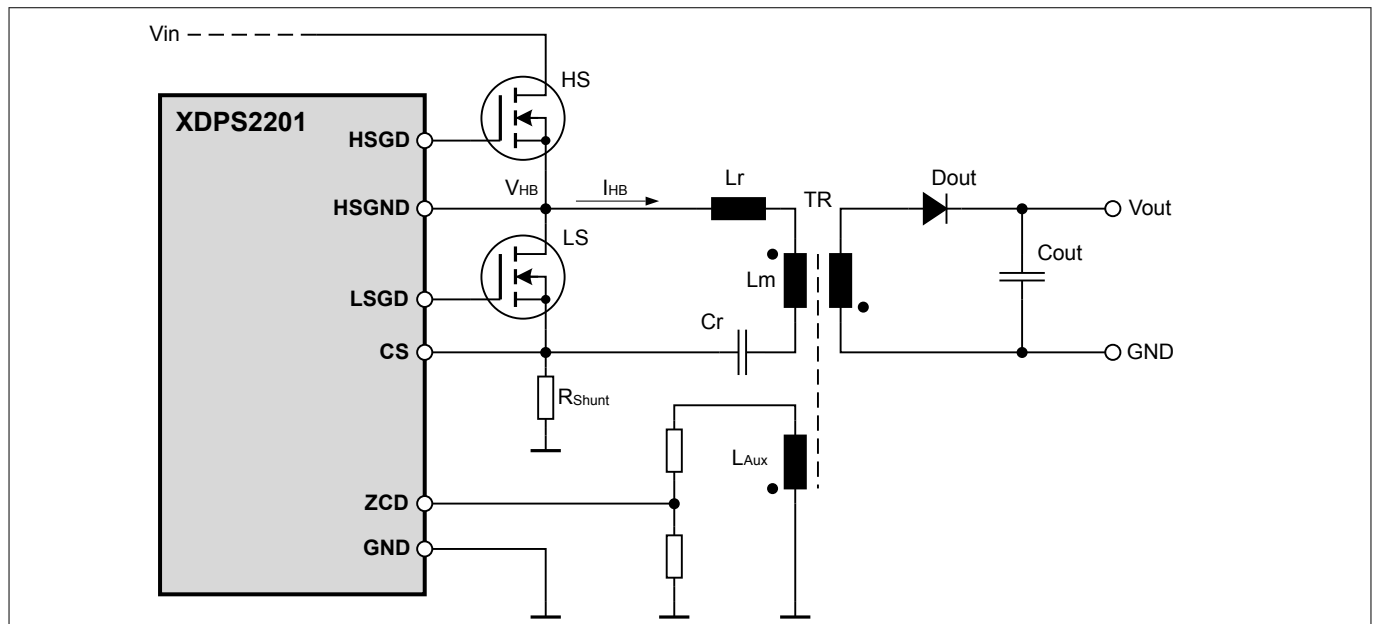 Vin
HS
XDPS2201
HSGD
Lr
Dout
VHB
IHB
TR
HSGND
Vout
LS
Cout
Lm
LSGD
Cr
CS
GND
RShunt
LAux
ZCD
GND